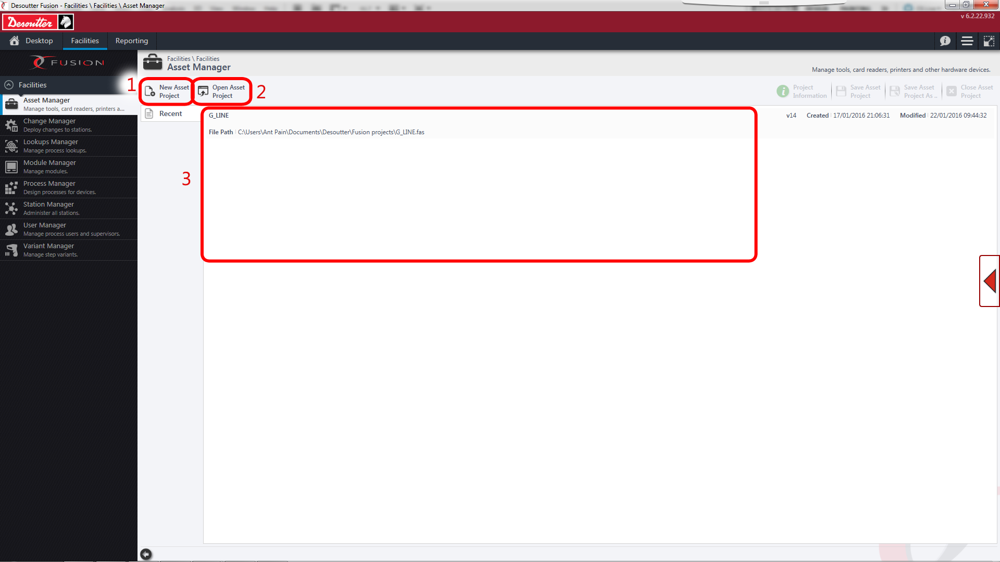 Desoutter Fusion - Facilities \ Facilities \ Asset Manager
Desoutter
v 6.2.22.932
Desktop
Facilities
Reporting
FUSION
Facilities
Asset Manager
Manage tools, card readers, printers a...
Change Manager
Deploy changes to stations.
Lookups Manager
Manage process lookups.
Module Manager
Manage modules.
Process Manager
Design processes for devices.
Station Manager
Administer all stations.
User Manager
Manage process users and supervisors.
Variant Manager
Manage step variants.
Facilities \ Facilities
Asset Manager
Manage tools, card readers, printers and other hardware devices.
1
New Asset
Project
Open Asset
Project
2
Project
Information
Save Asset
Project
Save Asset
Project As ..
Close Asset
Project
Recent
G_LINE
v14 Created 17/01/2016 21:06:31 Modified 22/01/2016 09:44:32
File Path C:\Users\Ant Pain\Documents\Desoutter\Fusion projects\G_LINE.fas
3